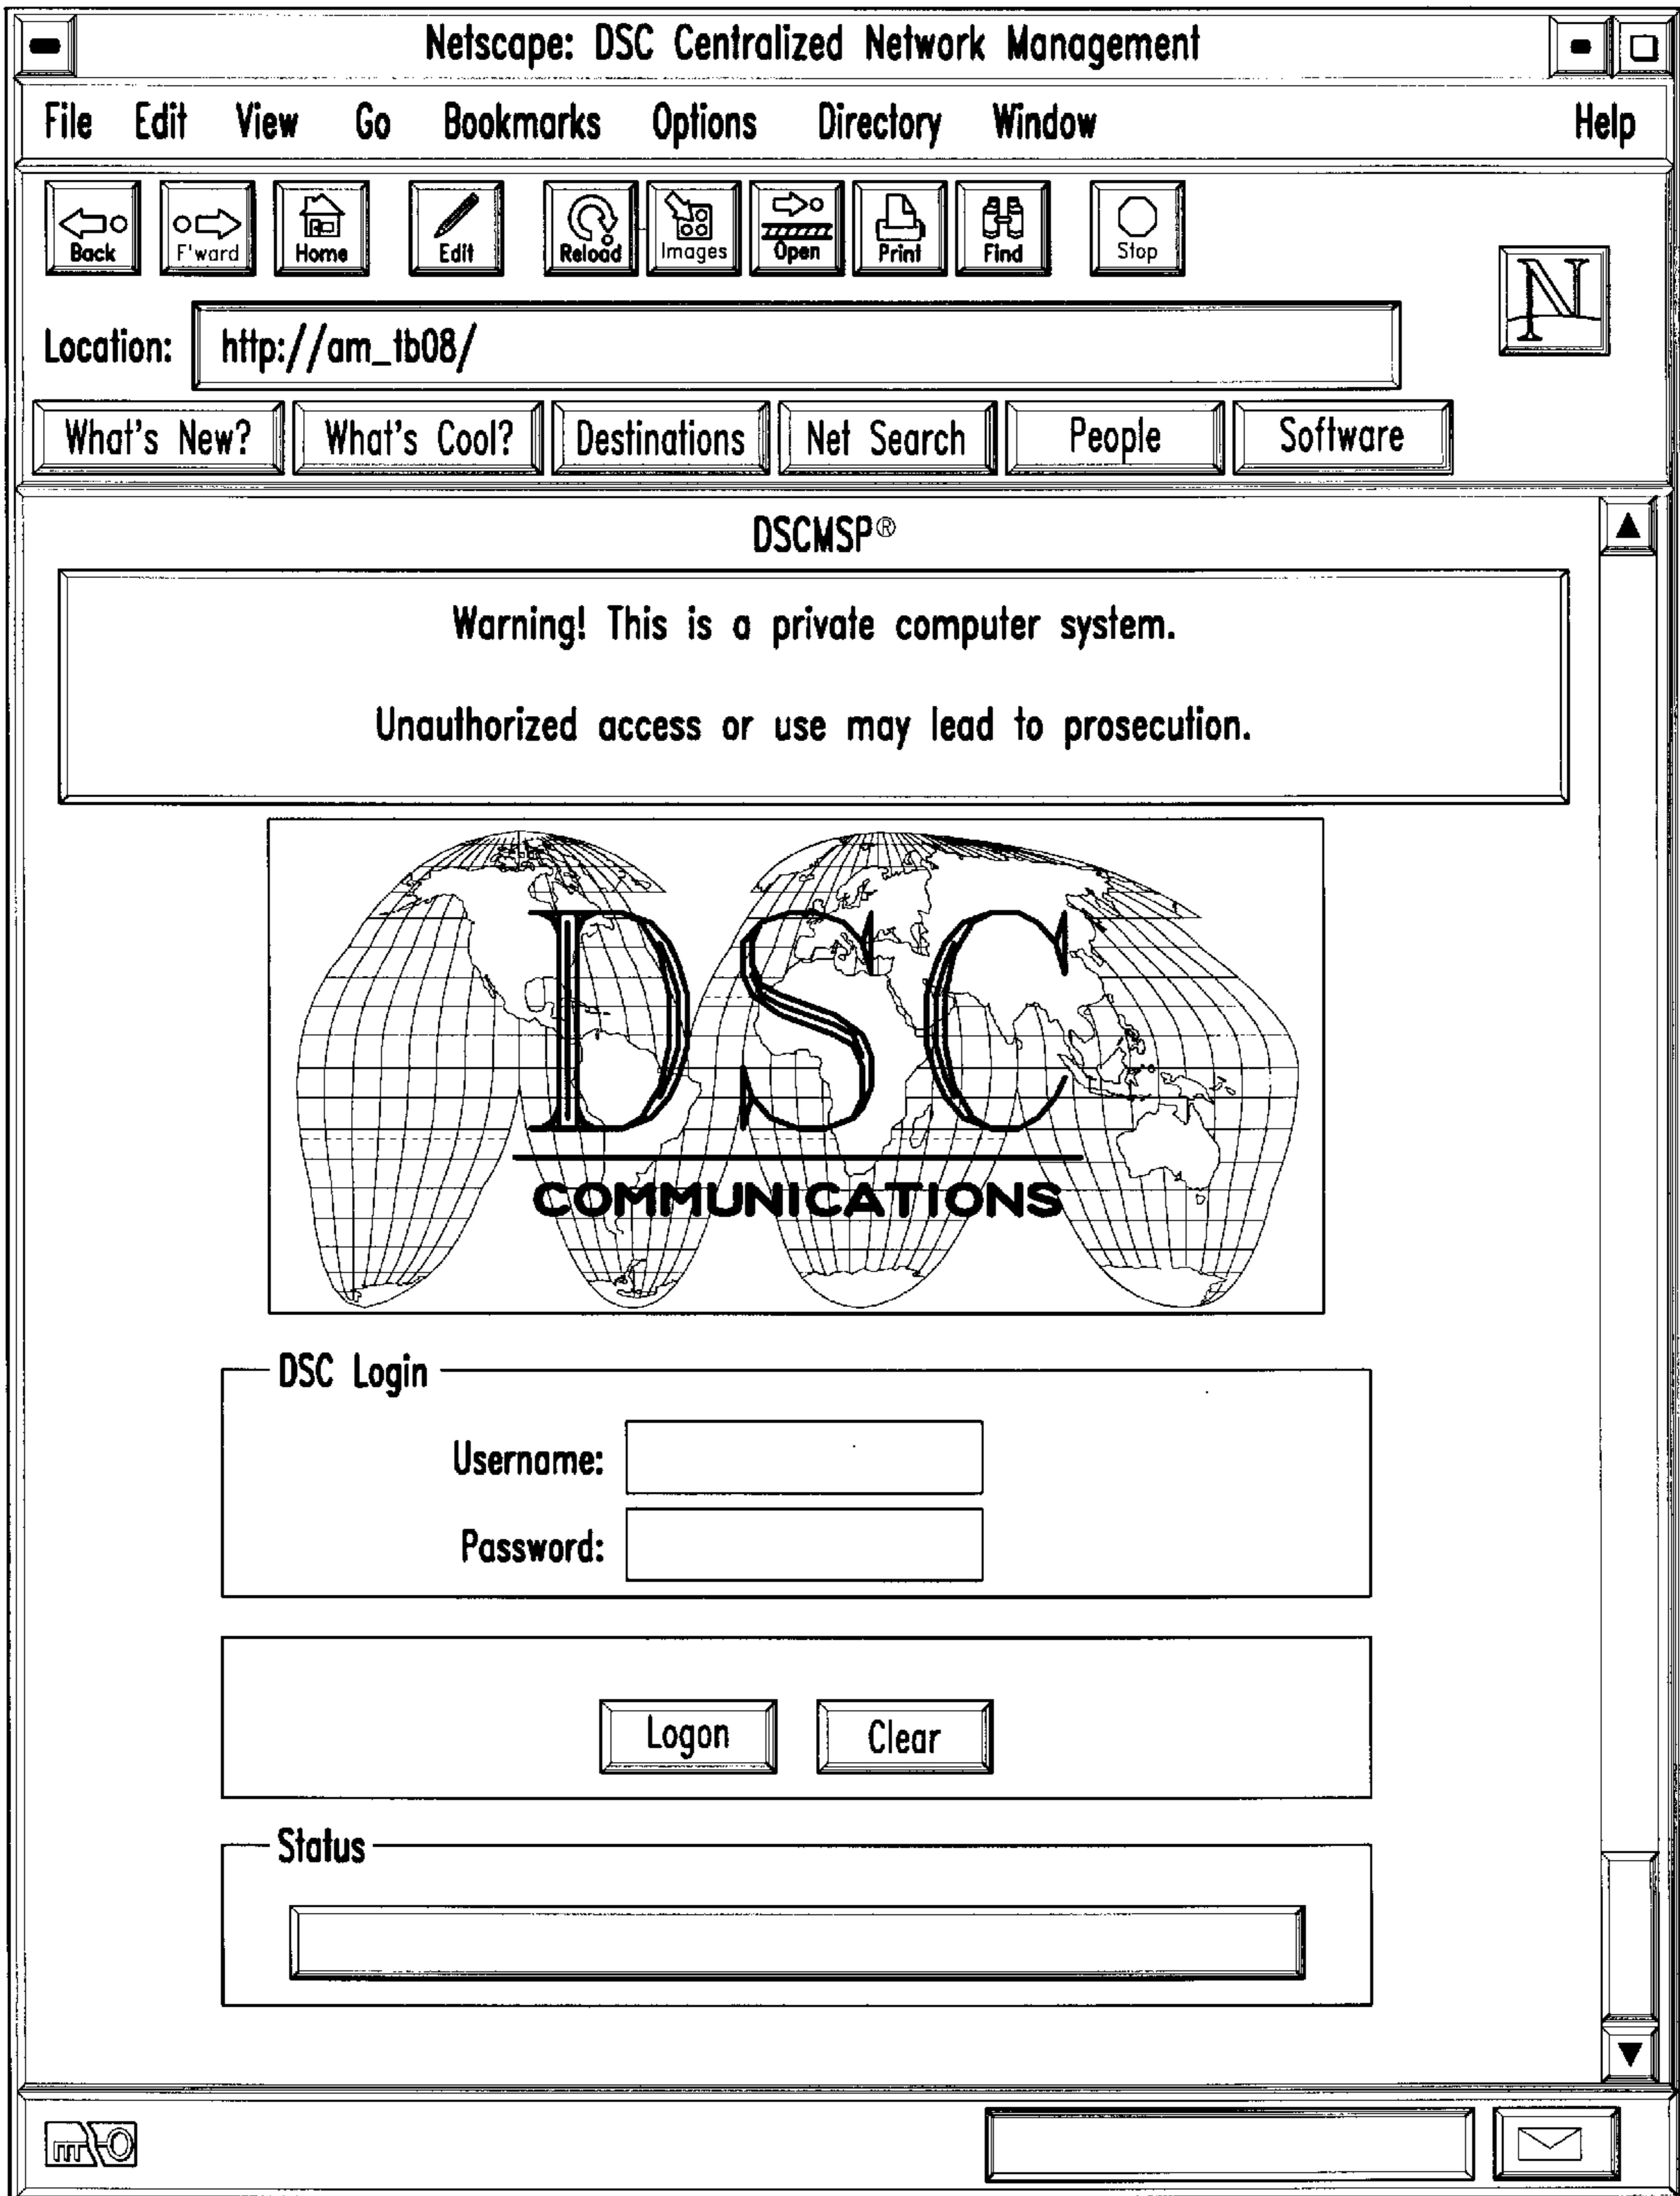 Netscape: DSC Centralized Network Management
File Edit View Go Bookmarks Options Directory Window Help
Back F'ward Home Edit Reload Images Open Print Find Stop
N
Location: http://am_tb08/
What's New? What's Cool? Destinations Net Search People Software
DSCMSP®
Warning! This is a private computer system.
Unauthorized access or use may lead to prosecution.
DSC
COMMUNICATIONS
DSC Login
Username:
Password:
Logon Clear
Status